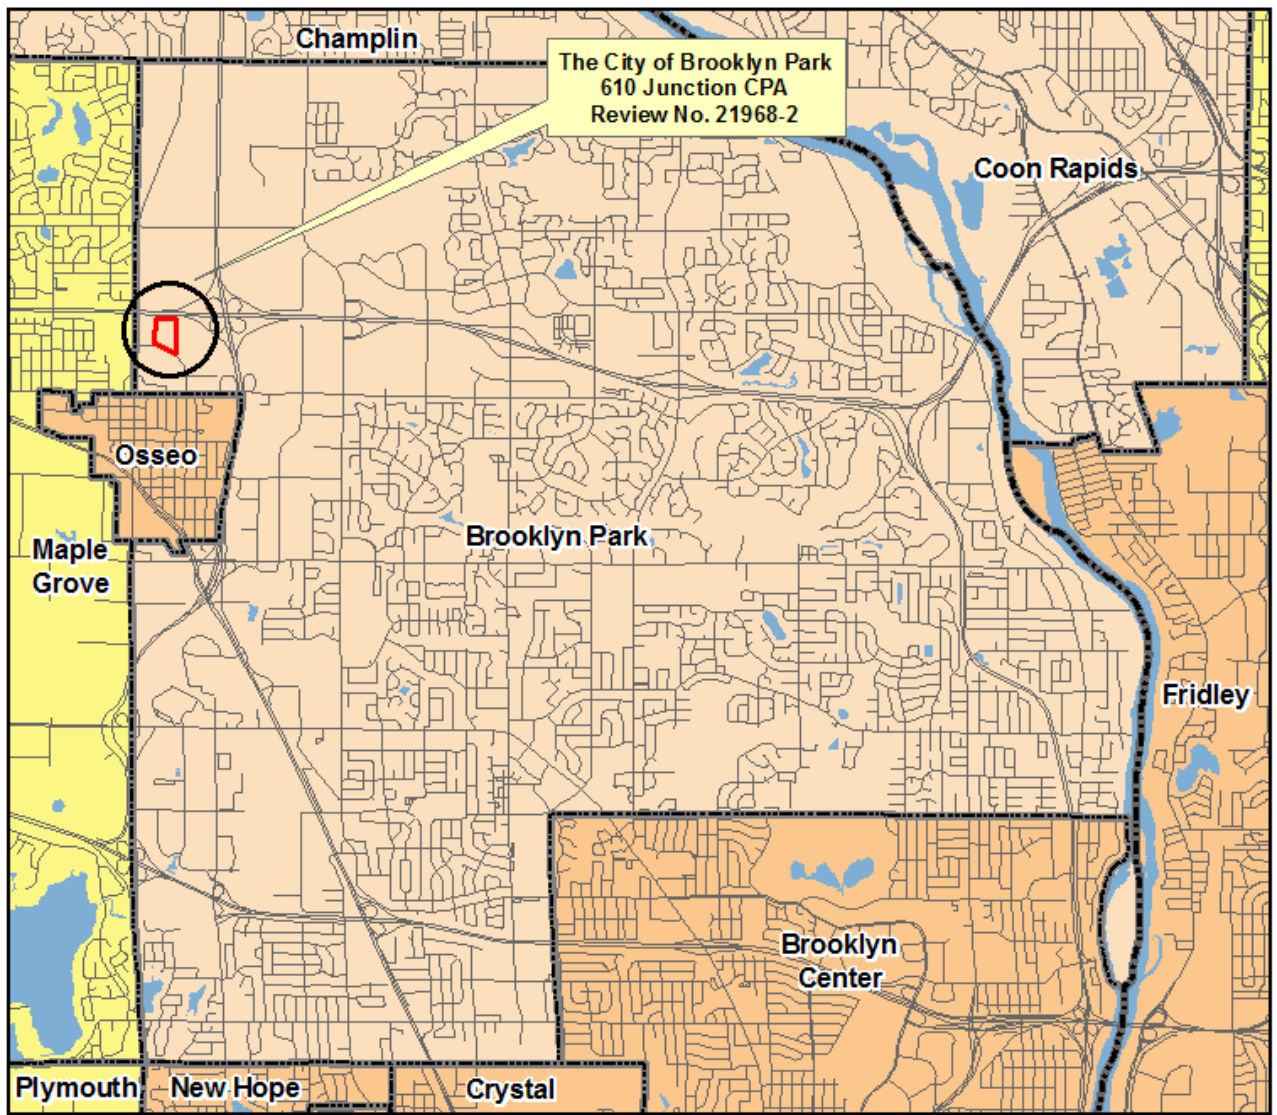 Champlin
The City of Brooklyn Park
610 Junction CPA
Review No. 21968-2
Coon Rapids
Osseo
Brooklyn Park
Maple
Grove
Fridley
Brooklyn
Center
Plymouth
New Hope
Crystal